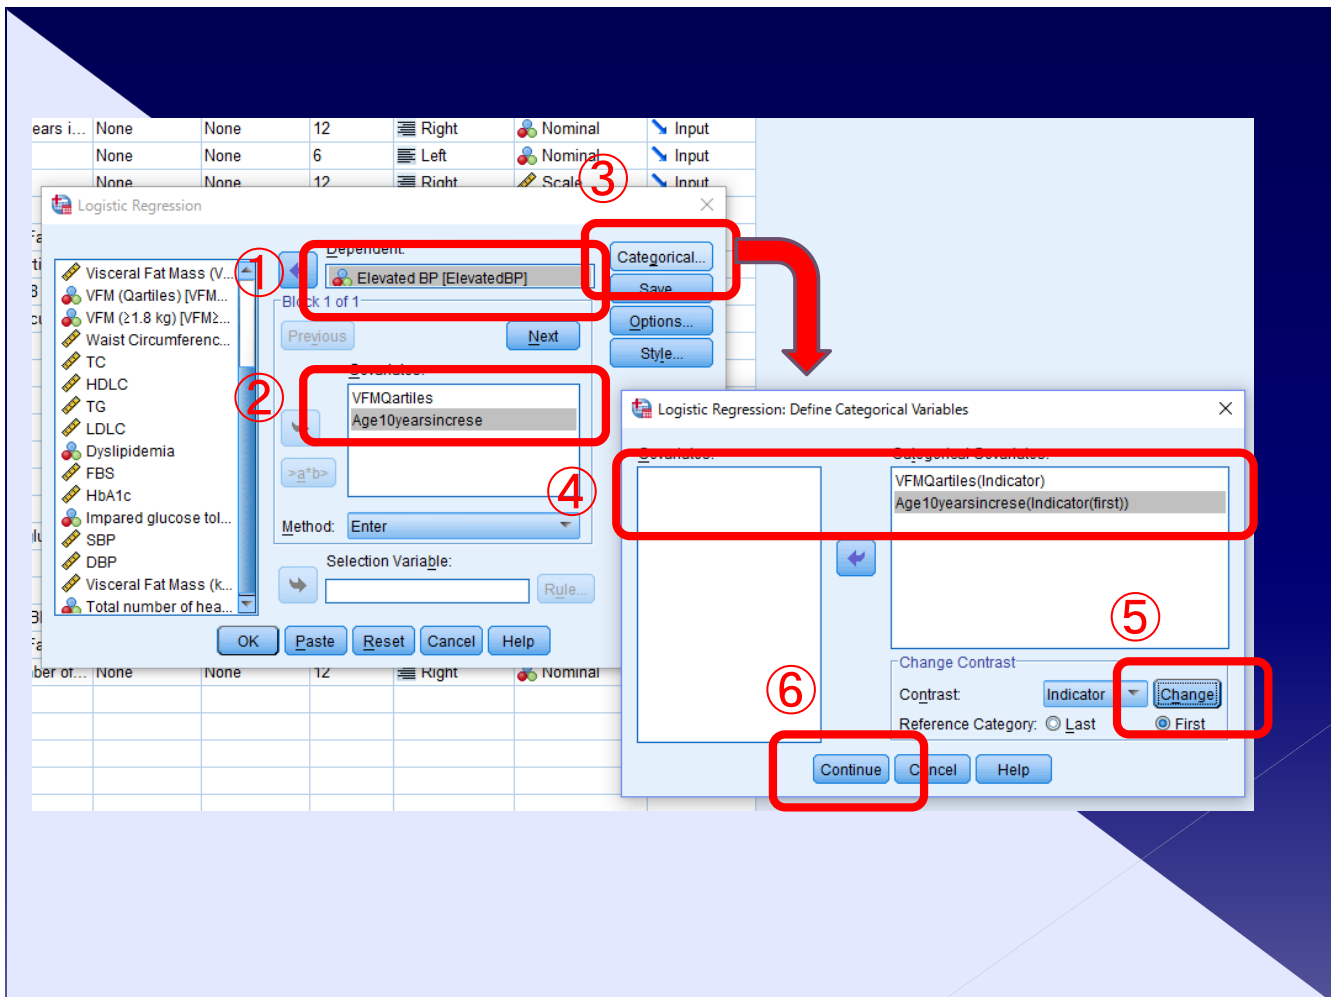 ears i... None None 12 Right Nominal Input
None None 6 Left Nominal Input
None None 12 Right Scale Input
③
Logistic Regression
①
Dependent:
Elevated BP [ElevatedBP]
Categorical...
Save...
Options...
Style...
Visceral Fat Mass (V...
VFM (Qartiles) [VFM...
VFM (≥1.8 kg) [VFM≥...
Waist Circumferenc...
TC
HDLC
TG
LDLC
Dyslipidemia
FBS
HbA1c
Impared glucose tol...
SBP
DBP
Visceral Fat Mass (k...
Total number of hea...
Block 1 of 1
Previous Next
②
Covariates:
VFMQartiles
Age10yearsincrese
>a*b>
④
Method: Enter
Selection Variable:
Rule...
OK Paste Reset Cancel Help
ber of... None None 12 Right Nominal
Logistic Regression: Define Categorical Variables
Covariates:
Categorical Covariates:
VFMQartiles(Indicator)
Age10yearsincrese(Indicator(first))
⑤
Change Contrast
Contrast: Indicator Change
Reference Category: Last First
⑥
Continue Cancel Help